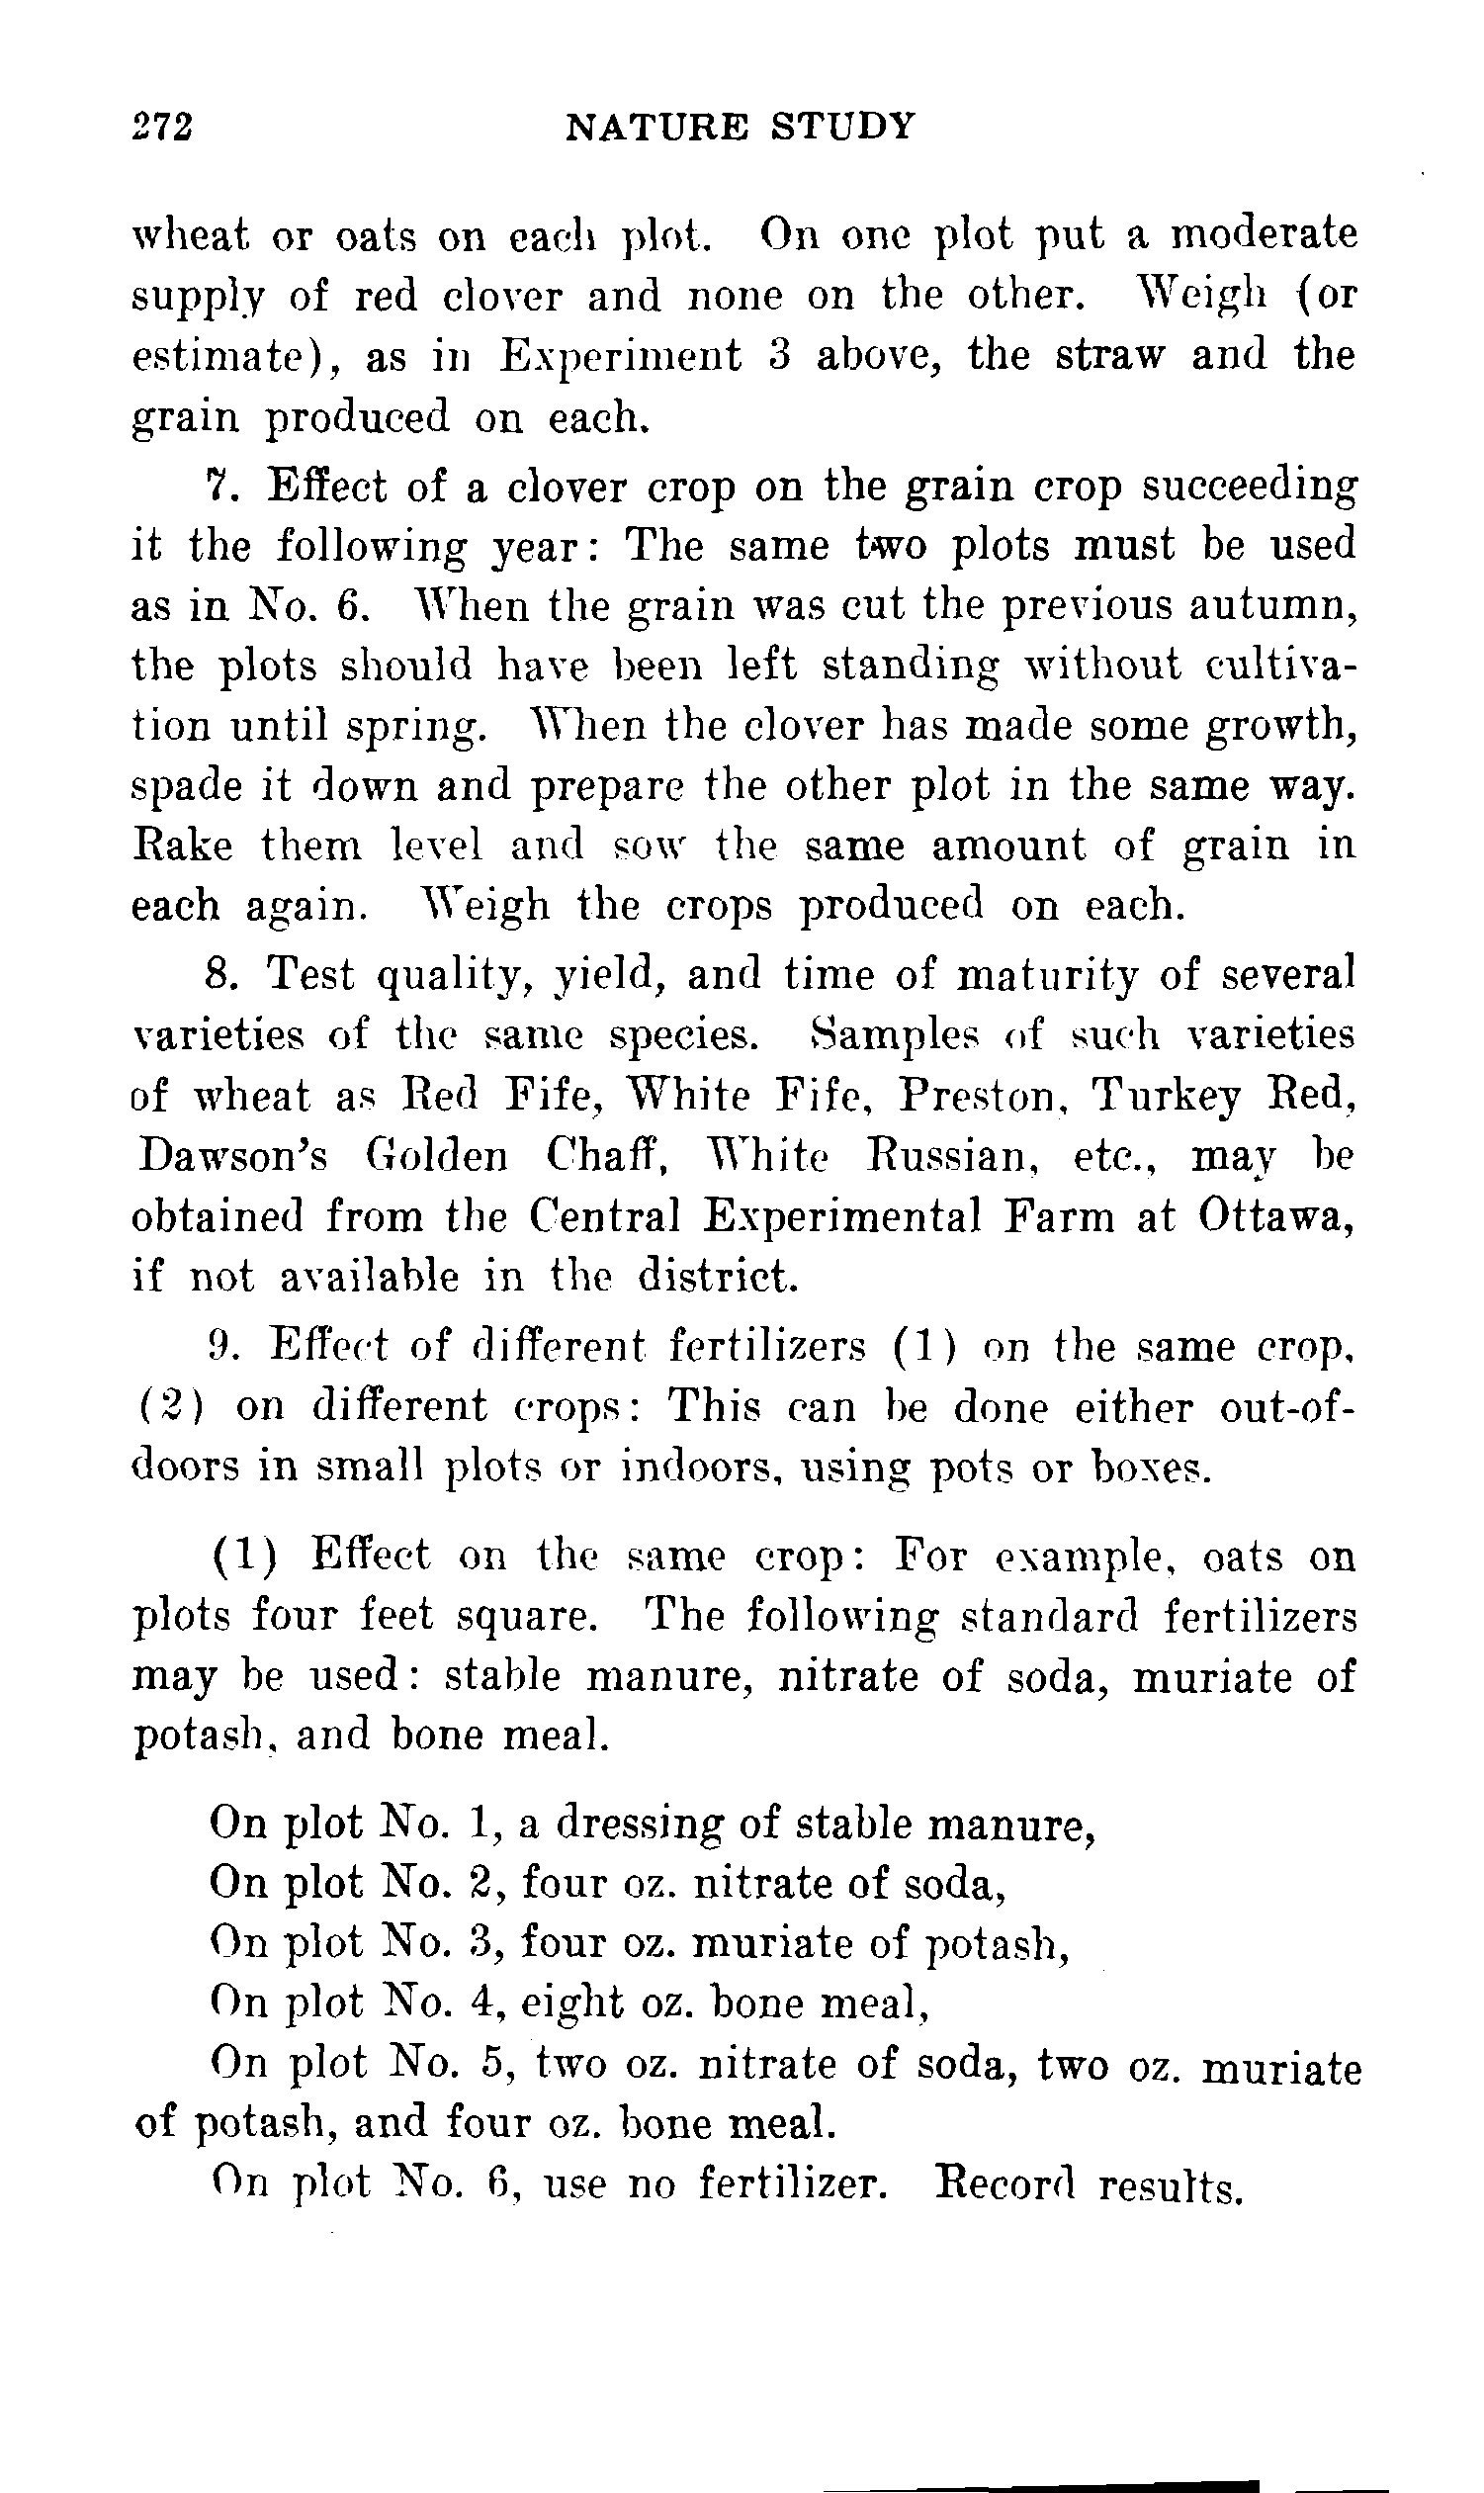 272 NATURE STUDY
wheat or oats on each plot. On one plot put a moderate
supply of red clover and none on the other. Weigh (or
estimate), as in Experiment 3 above, the straw and the
grain produced on each.
7. Effect of a clover crop on the grain crop succeeding
it the following year: The same two plots must be used
as in No. 6. When the grain was cut the previous autumn,
the plots should have been left standing without cultiva-
tion until spring. When the clover has made some growth,
spade it down and prepare the other plot in the same way.
Rake them level and sow the same amount of grain in
each again. Weigh the crops produced on each.
8. Test quality, yield, and time of maturity of several
varieties of the same species. Samples of such varieties
of wheat as Red Fife, White Fife, Preston, Turkey Red,
Dawson's Golden Chaff, White Russian, etc., may be
obtained from the Central Experimental Farm at Ottawa,
if not available in the district.
9. Effect of different fertilizers (1) on the same crop,
(2) on different crops: This can be done either out-of-
doors in small plots or indoors, using pots or boxes.
(1) Effect on the same crop: For example, oats on
plots four feet square. The following standard fertilizers
may be used: stable manure, nitrate of soda, muriate of
potash, and bone meal.
On plot No. 1, a dressing of stable manure,
On plot No. 2, four oz. nitrate of soda,
On plot No. 3, four oz. muriate of potash,
On plot No. 4, eight oz. bone meal,
On plot No. 5, two oz. nitrate of soda, two oz. muriate
of potash, and four oz. bone meal.
On plot No. 6, use no fertilizer. Record results.